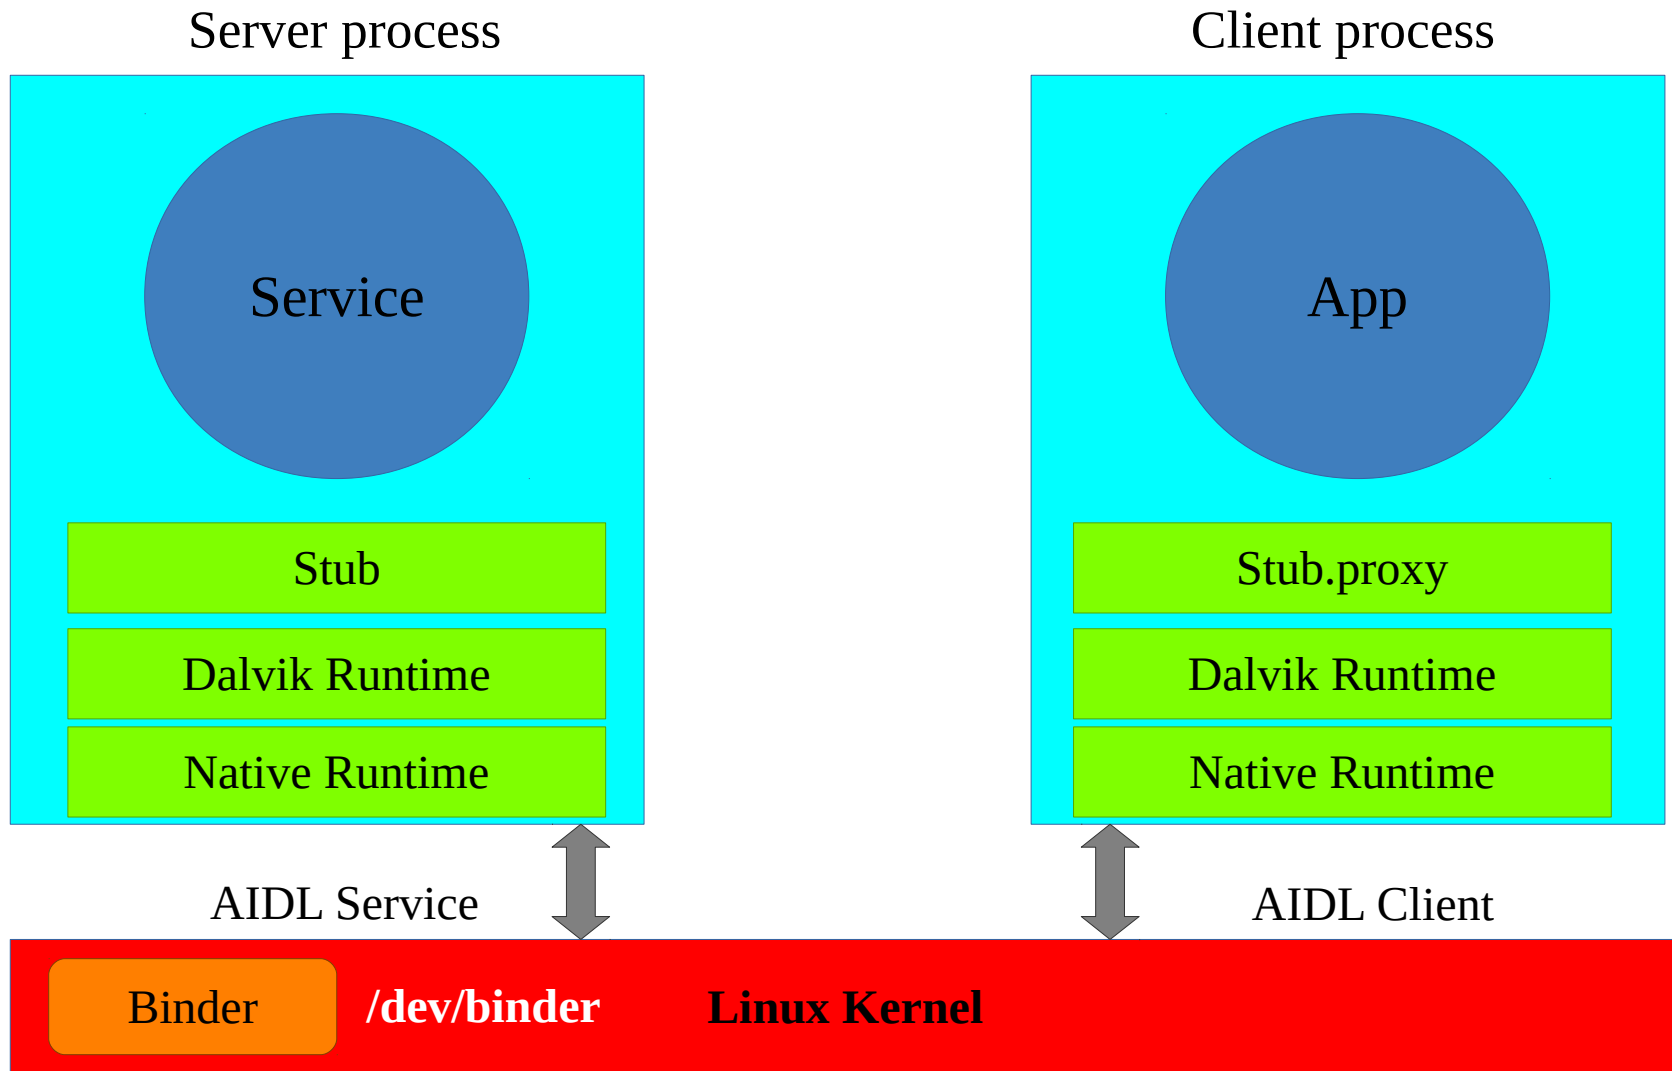 Server process
Client process
Service
App
Stub
Stub.proxy
Dalvik Runtime
Dalvik Runtime
Native Runtime
Native Runtime
AIDL Service
AIDL Client
Binder
/dev/binder
Linux Kernel